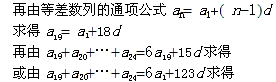 再由等差数列的通项公式 aₙ= a₁+( n-1)d
求得 a₁₉= a₁+18d
再由 a₁₉+a₂₀+…+a₂₄=6a₁₉+15d求得
或由 a₁₉+a₂₀+…+a₂₄=6a₁+123d求得